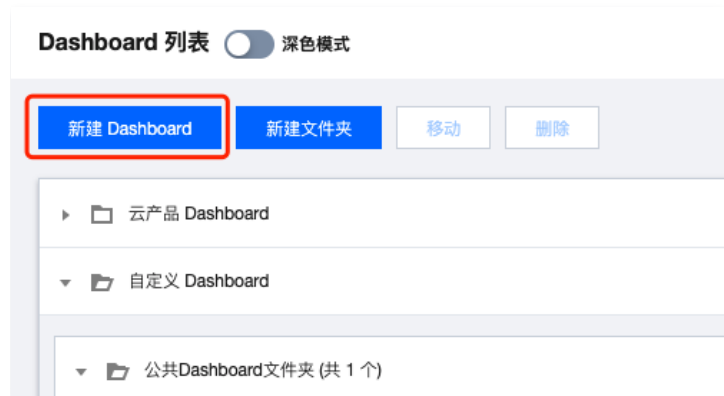 Dashboard 列表 深色模式
新建 Dashboard 新建文件夹 移动 删除
云产品 Dashboard
自定义 Dashboard
公共Dashboard文件夹 (共 1 个)